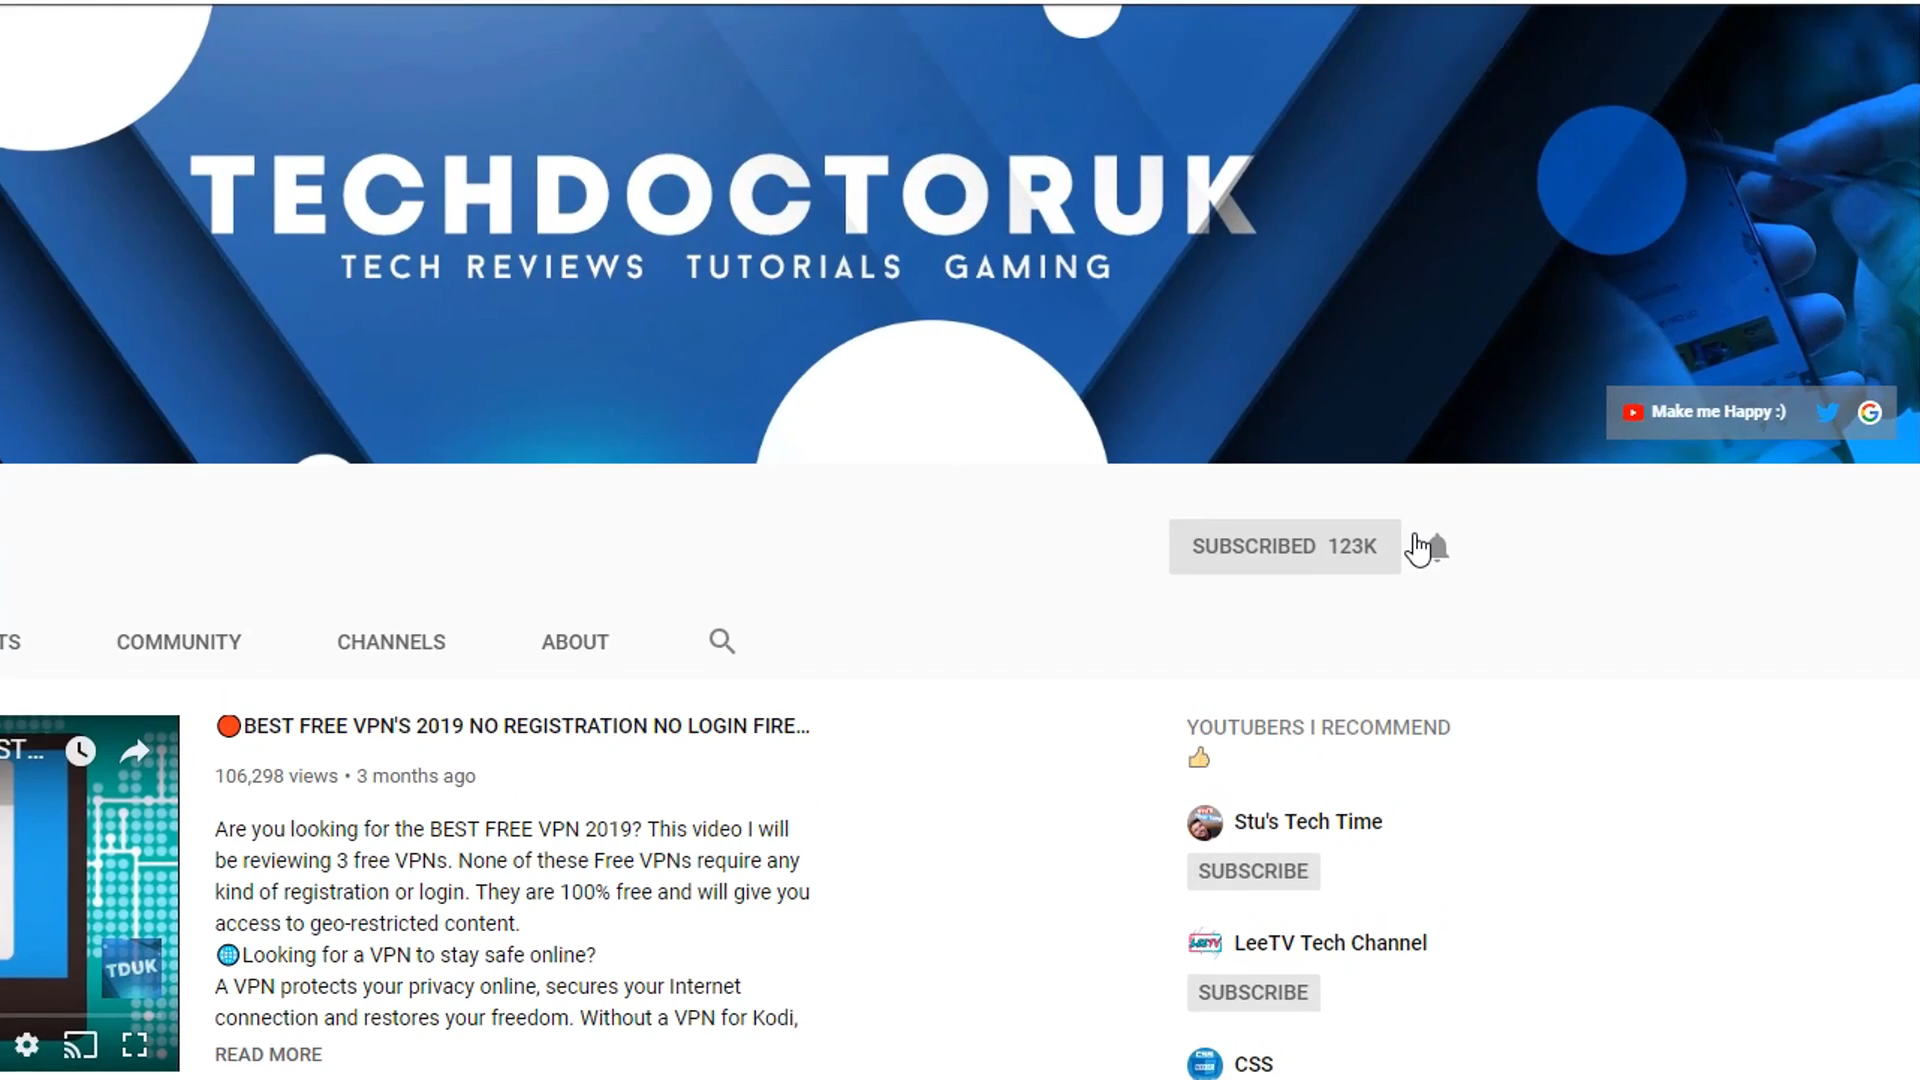 TECHDOCTORUK
TECH REVIEWS TUTORIALS GAMING
Make me Happy :)
SUBSCRIBED 123K
TS
COMMUNITY
CHANNELS
ABOUT
ST...
TDUK
BEST FREE VPN'S 2019 NO REGISTRATION NO LOGIN FIRE...
106,298 views • 3 months ago
Are you looking for the BEST FREE VPN 2019? This video I will
be reviewing 3 free VPNs. None of these Free VPNs require any
kind of registration or login. They are 100% free and will give you
access to geo-restricted content.
🌐Looking for a VPN to stay safe online?
A VPN protects your privacy online, secures your Internet
connection and restores your freedom. Without a VPN for Kodi,
READ MORE
YOUTUBERS I RECOMMEND
👍
Stu's Tech Time
SUBSCRIBE
LeeTV Tech Channel
SUBSCRIBE
CSS